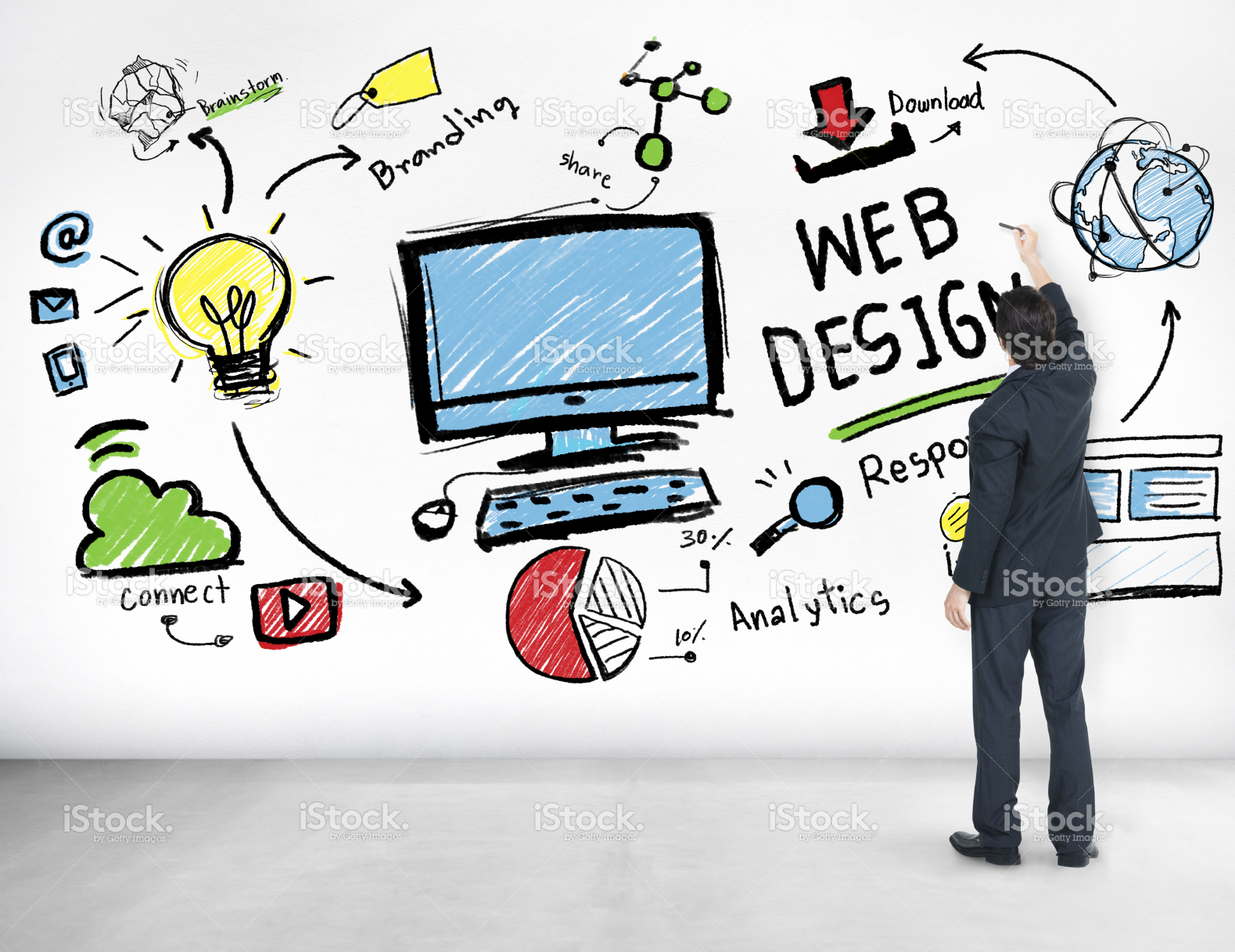 Brainstorm.
Branding
share
Download
WEB
DESIGN
Respo
@
connect
30%
10%
Analytics
i
iStock.
by Getty Images